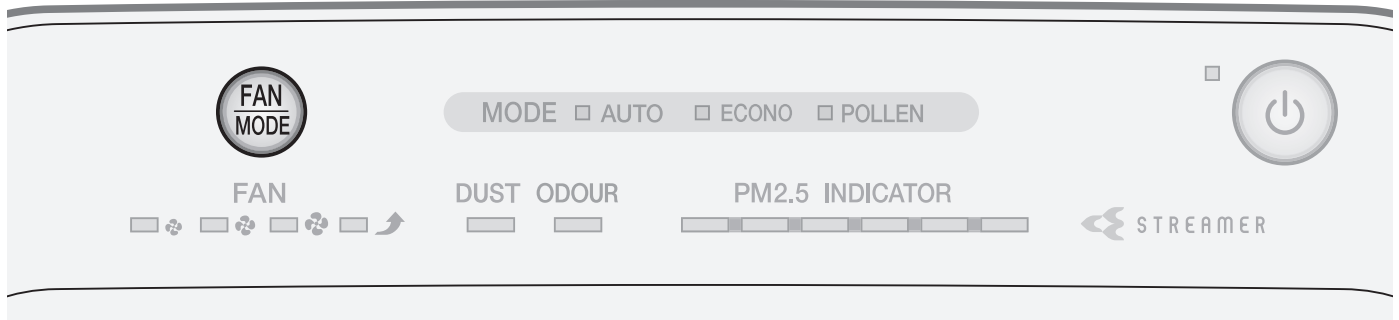 FAN
MODE
MODE AUTO ECONO POLLEN
FAN
DUST ODOUR
PM2.5 INDICATOR
STREAMER